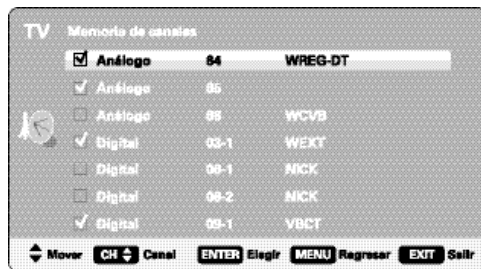 TV Memoria de canales
Análogo 84 WREG-DT
Análogo 85
Análogo 86 WCVB
Digital 03-1 WEXT
Digital 08-1 NICK
Digital 08-2 NICK
Digital 09-1 VBCT
Mover CH Canal ENTER Elegir MENU Regresar EXIT Salir